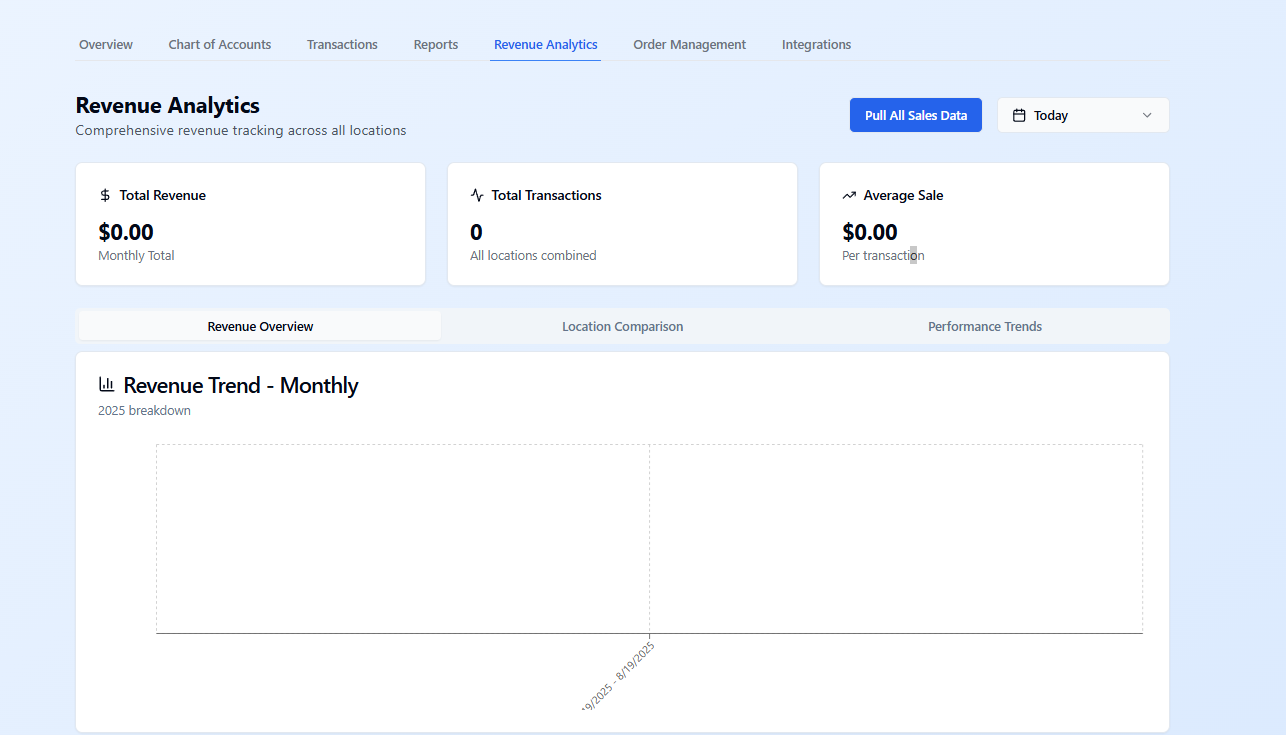 Overview Chart of Accounts Transactions Reports Revenue Analytics Order Management Integrations
Revenue Analytics
Comprehensive revenue tracking across all locations
Pull All Sales Data
Today
Total Revenue
$0.00
Monthly Total
Total Transactions
0
All locations combined
Average Sale
$0.00
Per transaction
Revenue Overview Location Comparison Performance Trends
Revenue Trend - Monthly
2025 breakdown
19/2025 - 8/19/2025